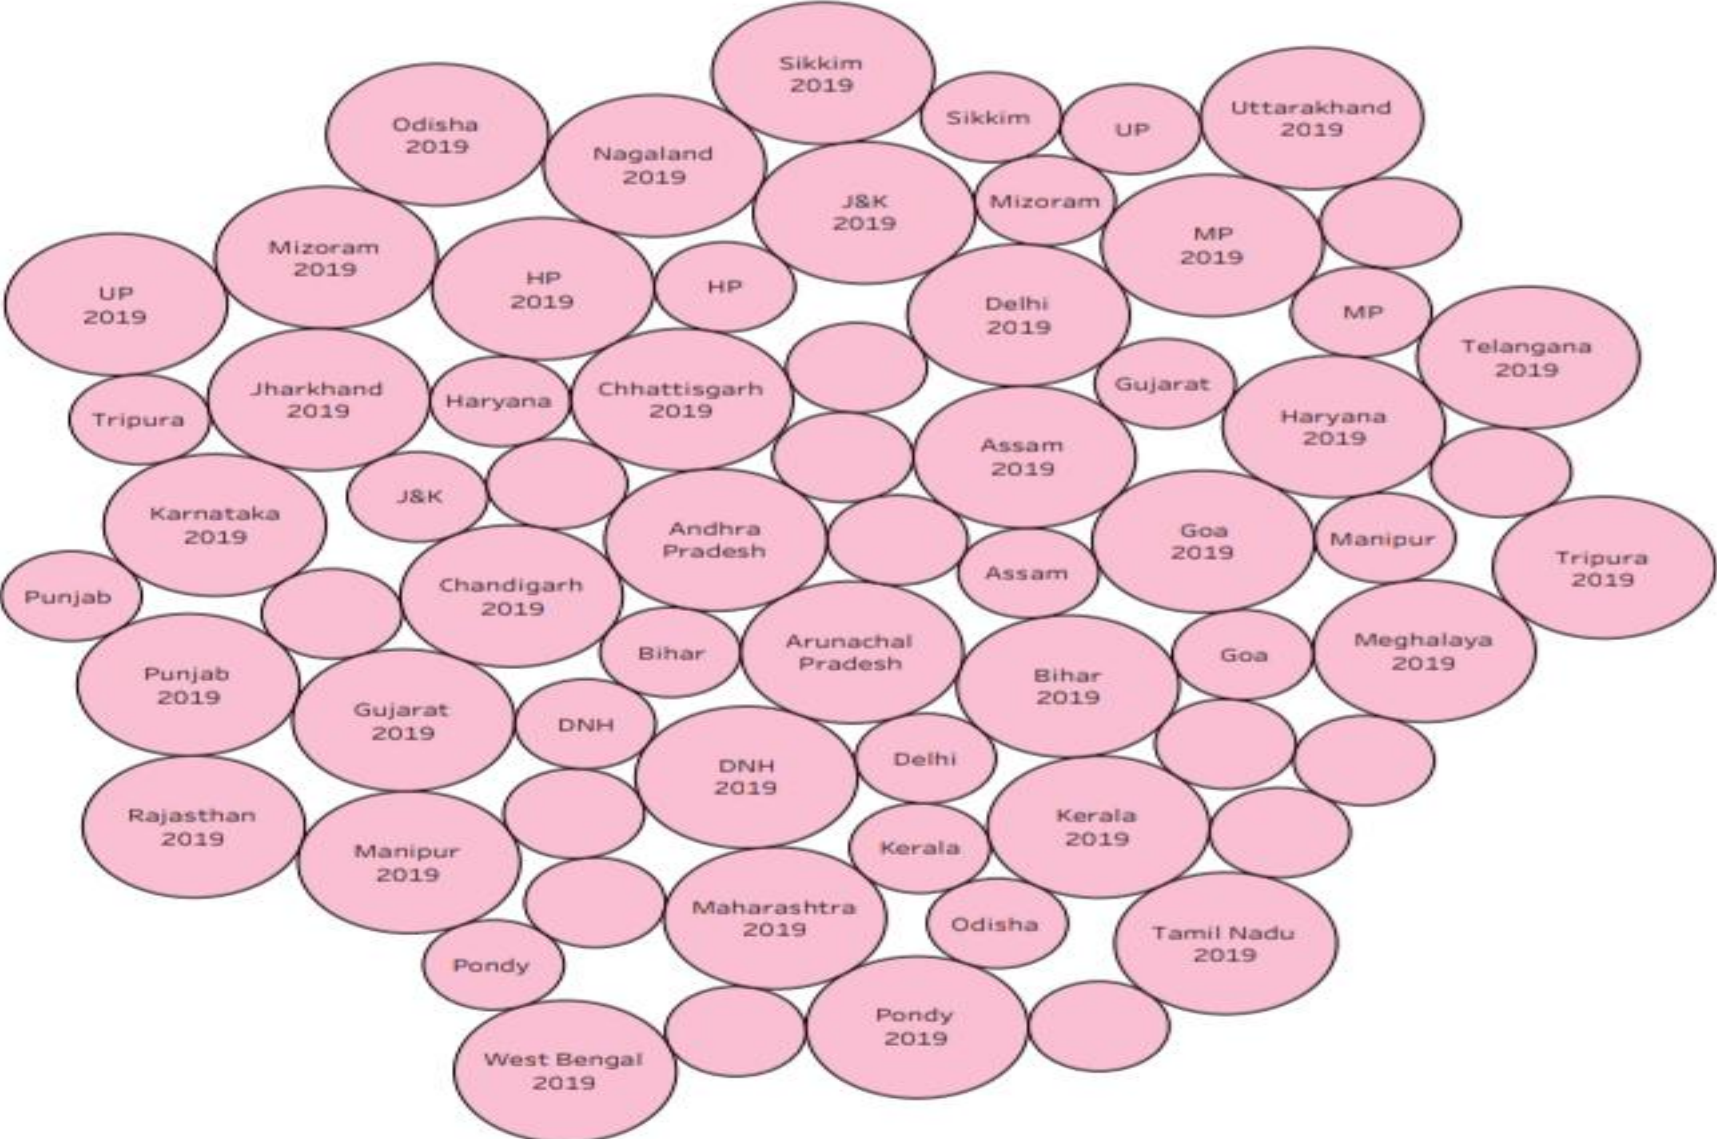 Sikkim
2019
Odisha
2019
Nagaland
2019
Sikkim
UP
Uttarakhand
2019
J&K
2019
Mizoram
MP
2019
Mizoram
2019
UP
2019
HP
2019
HP
Delhi
2019
MP
Telangana
2019
Jharkhand
2019
Tripura
Haryana
Chhattisgarh
2019
Gujarat
Haryana
2019
Assam
2019
Karnataka
2019
J&K
Andhra
Pradesh
Goa
2019
Manipur
Tripura
2019
Punjab
Chandigarh
2019
Assam
Bihar
Arunachal
Pradesh
Goa
Meghalaya
2019
Punjab
2019
Gujarat
2019
DNH
Bihar
2019
DNH
2019
Delhi
Rajasthan
2019
Manipur
2019
Kerala
Kerala
2019
Maharashtra
2019
Odisha
Tamil Nadu
2019
Pondy
Pondy
2019
West Bengal
2019